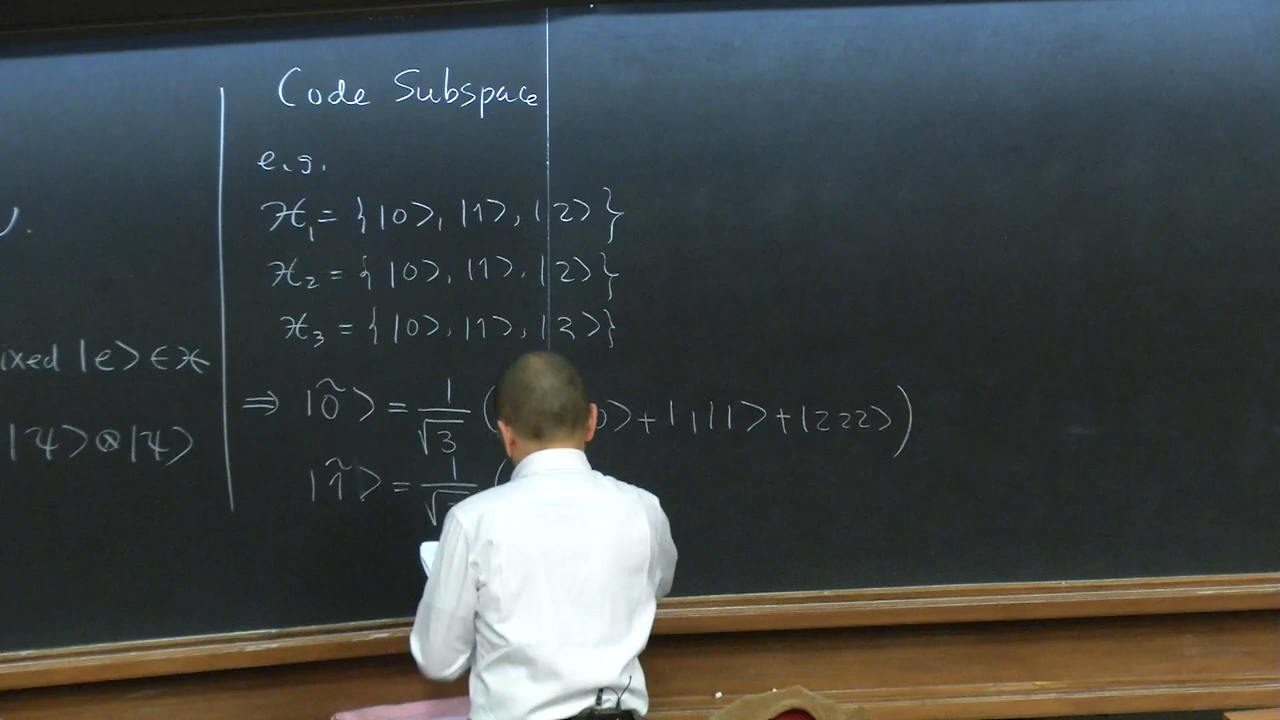 Code Subspace
e.g.
ℋ₁ = {|0>, |1>, |2>}
ℋ₂ = {|0>, |1>, |2>}
ℋ₃ = {|0>, |1>, |2>}
ixed |e> ∈ ℋ
⇒ |0̃> = 1/√3 ( 0> + |111> + |222>)
|ψ> ⊗ |ψ>
|1̃> = 1/√ (